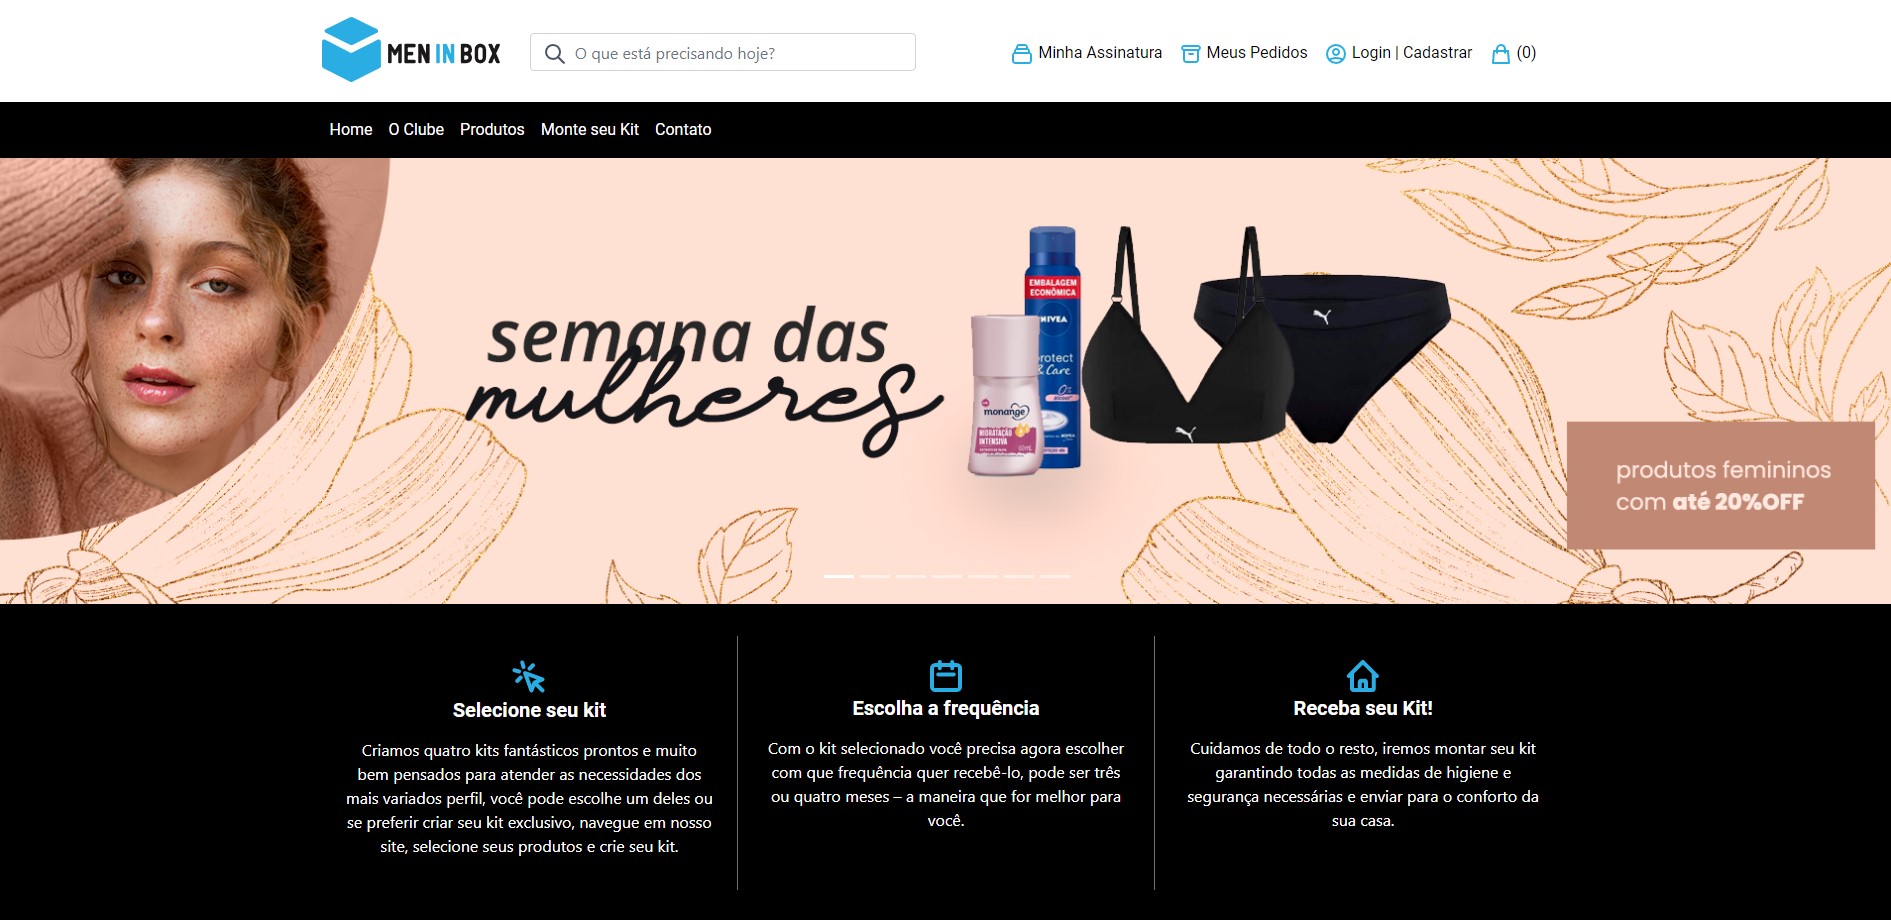 MEN IN BOX
O que está precisando hoje?
Minha Assinatura
Meus Pedidos
Login | Cadastrar
(0)
Home
O Clube
Produtos
Monte seu Kit
Contato
semana das
mulheres
EMBALAGEM
ECONÔMICA
NIVEA
protect
& Care
0%
monange
HIDRATAÇÃO
INTENSIVA
produtos femininos
com até 20%OFF
Selecione seu kit
Criamos quatro kits fantásticos prontos e muito
bem pensados para atender as necessidades dos
mais variados perfil, você pode escolhe um deles ou
se preferir criar seu kit exclusivo, navegue em nosso
site, selecione seus produtos e crie seu kit.
Escolha a frequência
Com o kit selecionado você precisa agora escolher
com que frequência quer recebê-lo, pode ser três
ou quatro meses – a maneira que for melhor para
você.
Receba seu Kit!
Cuidamos de todo o resto, iremos montar seu kit
garantindo todas as medidas de higiene e
segurança necessárias e enviar para o conforto da
sua casa.